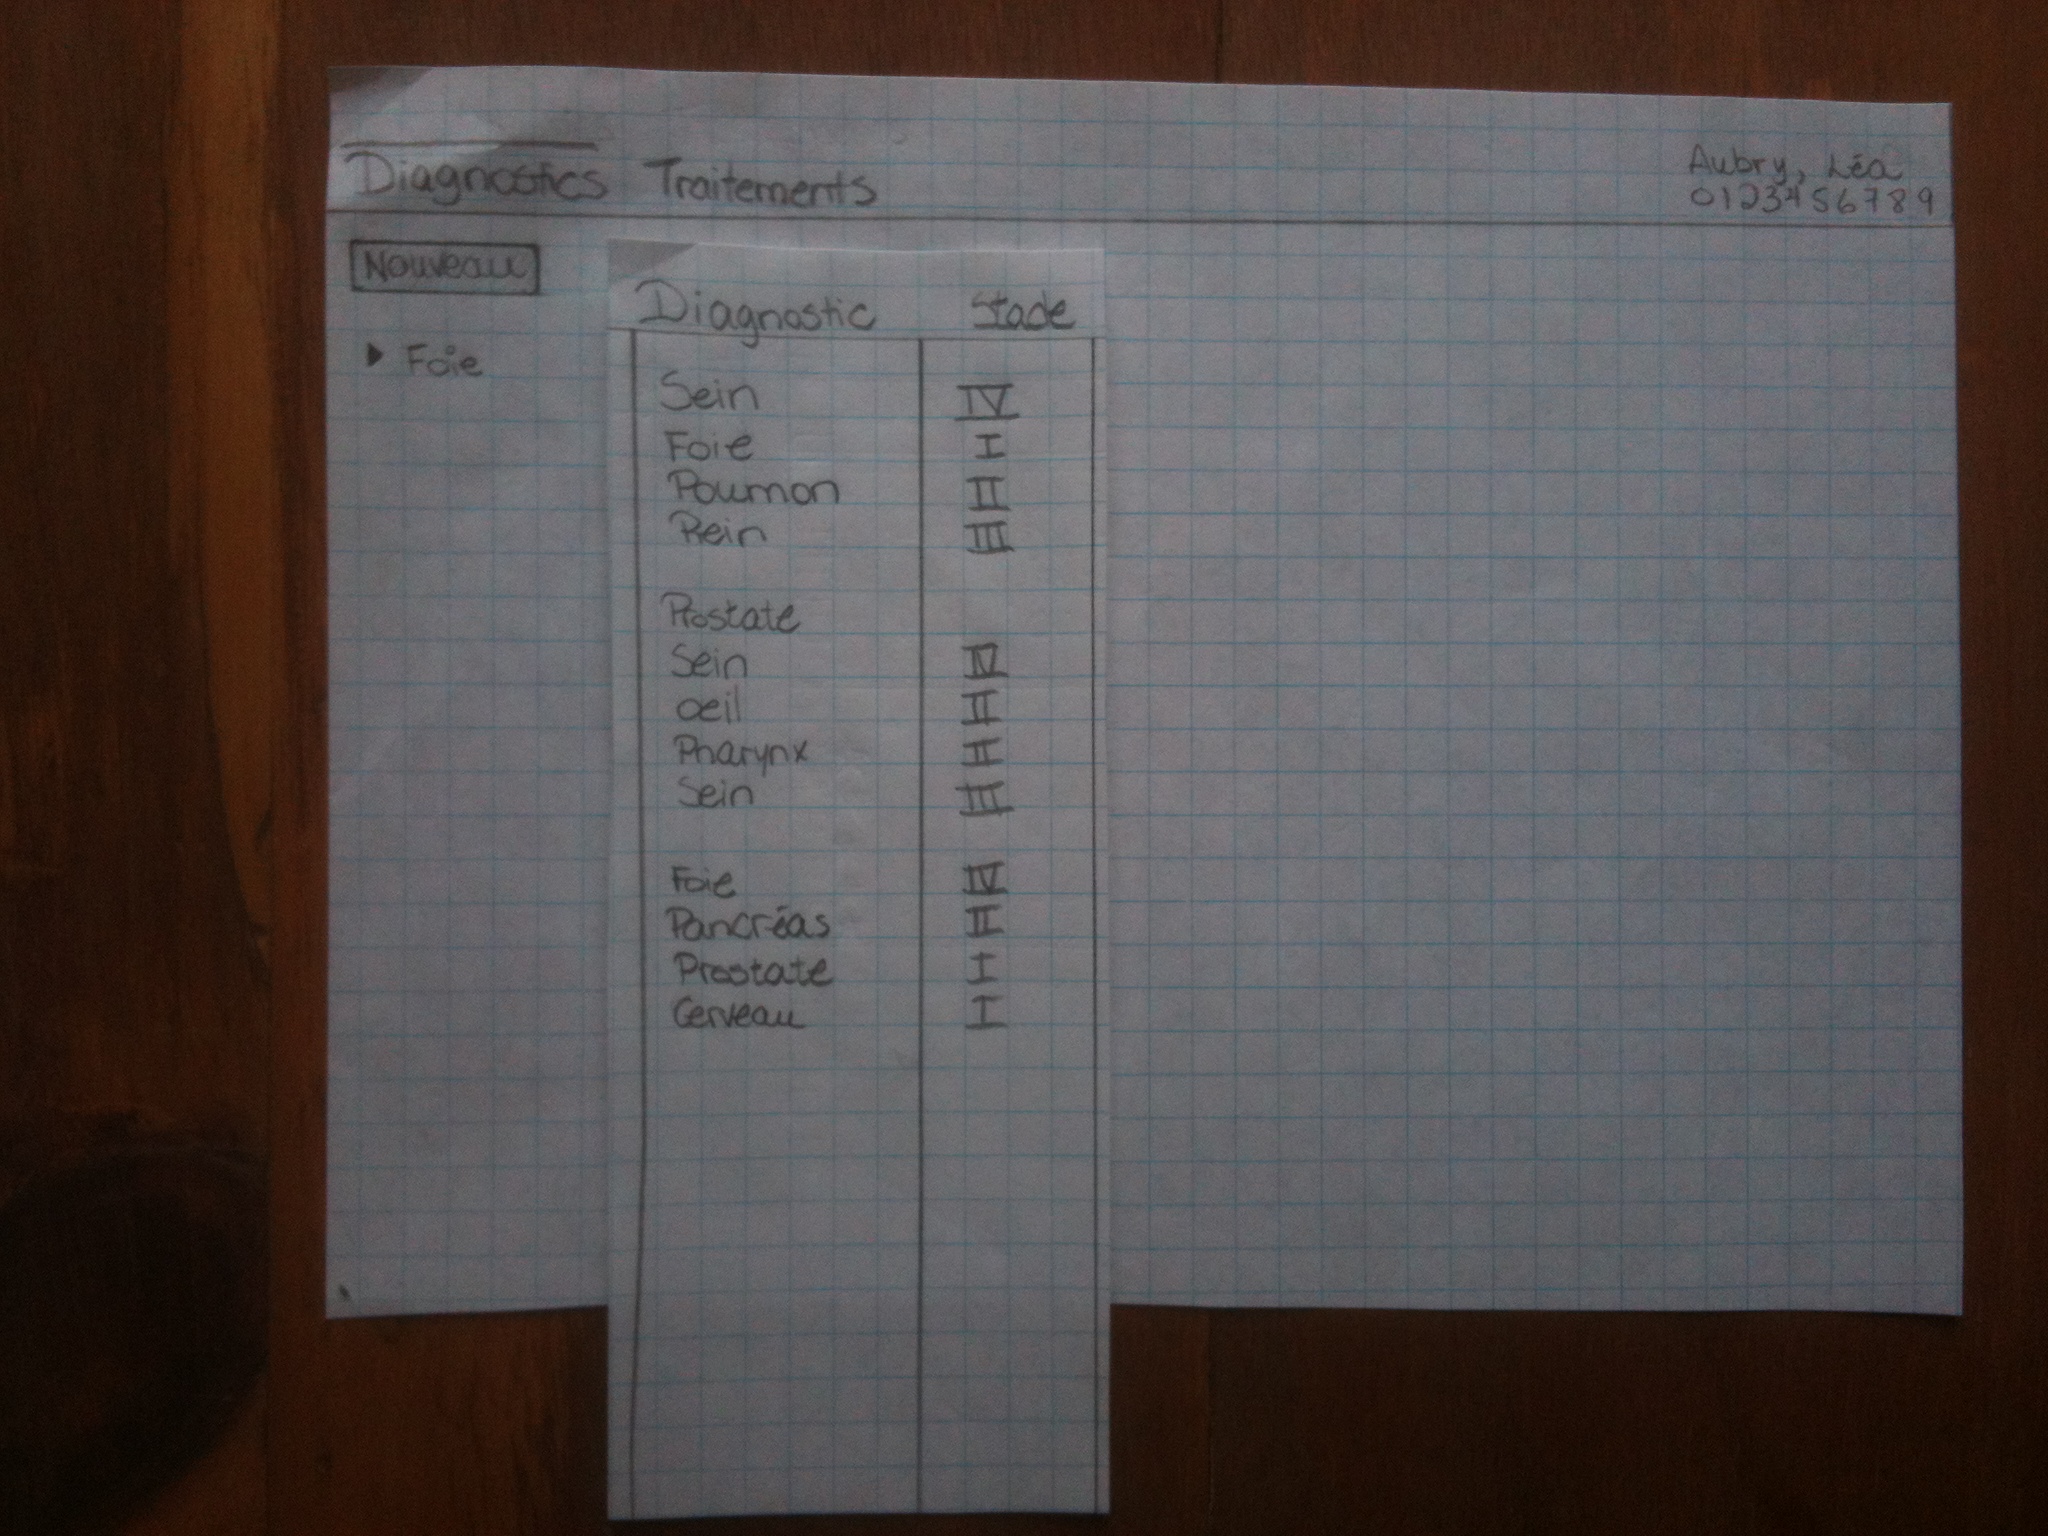 Diagnostics Traitements
Aubry, Léa
0123456789
Nouveau
Foie
Diagnostic Stade
Sein IV
Foie I
Poumon II
Rein III
Prostate
Sein IV
oeil II
Pharynx II
Sein III
Foie IV
Pancréas II
Prostate I
Cerveau I